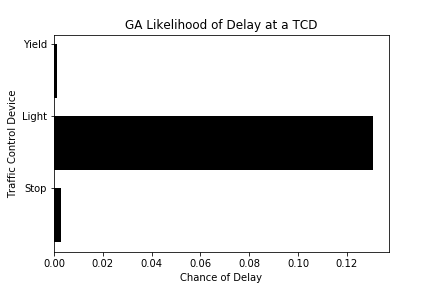 GA Likelihood of Delay at a TCD
Yield
Light
Stop
Traffic Control Device
0.00 0.02 0.04 0.06 0.08 0.10 0.12
Chance of Delay